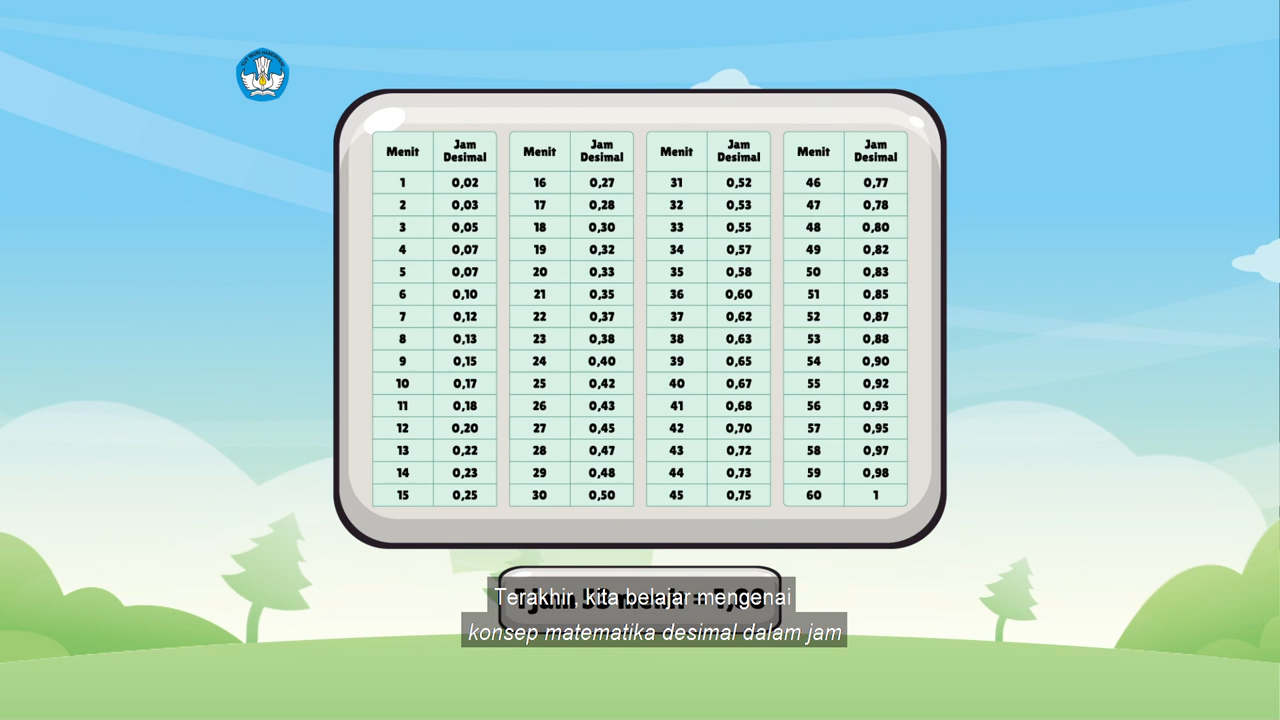 TUT WURI HANDAYANI
Menit Jam Desimal Menit Jam Desimal Menit Jam Desimal Menit Jam Desimal
1 0,02 16 0,27 31 0,52 46 0,77
2 0,03 17 0,28 32 0,53 47 0,78
3 0,05 18 0,30 33 0,55 48 0,80
4 0,07 19 0,32 34 0,57 49 0,82
5 0,07 20 0,33 35 0,58 50 0,83
6 0,10 21 0,35 36 0,60 51 0,85
7 0,12 22 0,37 37 0,62 52 0,87
8 0,13 23 0,38 38 0,63 53 0,88
9 0,15 24 0,40 39 0,65 54 0,90
10 0,17 25 0,42 40 0,67 55 0,92
11 0,18 26 0,43 41 0,68 56 0,93
12 0,20 27 0,45 42 0,70 57 0,95
13 0,22 28 0,47 43 0,72 58 0,97
14 0,23 29 0,48 44 0,73 59 0,98
15 0,25 30 0,50 45 0,75 60 1
Terakhir, kita belajar mengenai
konsep matematika desimal dalam jam